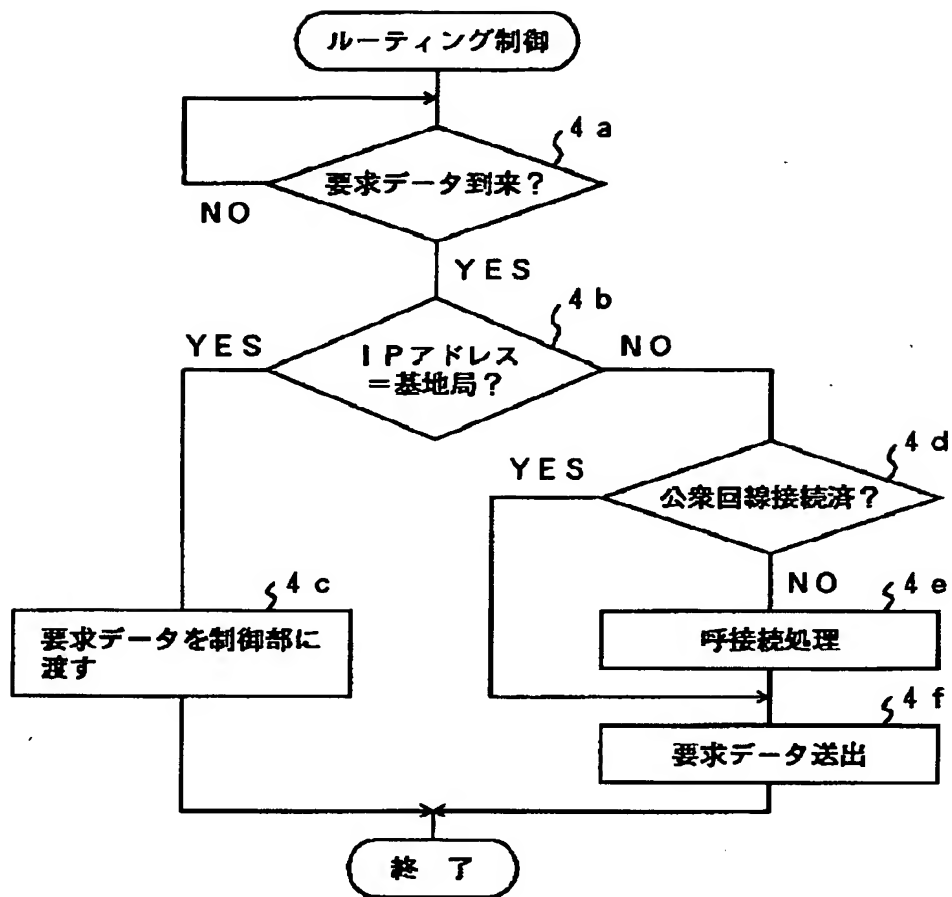 ルーティング制御
4a
要求データ到来?
NO
YES
4b
YES
IPアドレス
=基地局?
NO
4d
YES
公衆回線接続済?
NO
4c
要求データを制御部に
渡す
4e
呼接続処理
4f
要求データ送出
終 了